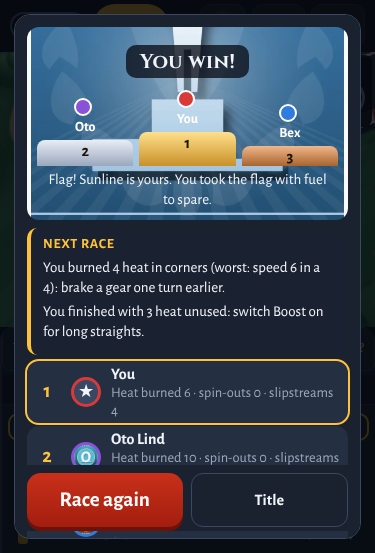 You win!
Oto
You
Bex
2
1
3
Flag! Sunline is yours. You took the flag with fuel
to spare.
NEXT RACE
You burned 4 heat in corners (worst: speed 6 in a
4): brake a gear one turn earlier.
You finished with 3 heat unused: switch Boost on
for long straights.
1
You
Heat burned 6 · spin-outs 0 · slipstreams
4
2
O
Oto Lind
Heat burned 10 · spin-outs 0 · slipstreams
Race again
Title